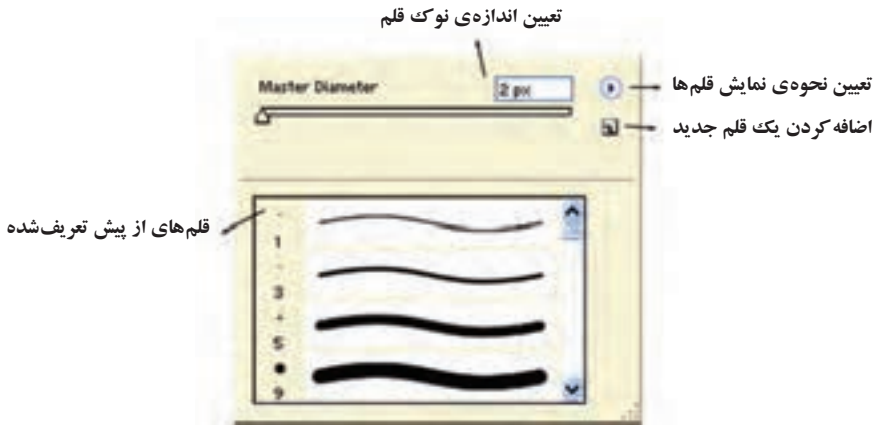 تعیین اندازه‌ی نوک قلم
Master Diameter
2 px
تعیین نحوه‌ی نمایش قلم‌ها
اضافه کردن یک قلم جدید
قلم‌های از پیش تعریف‌شده
1
3
5
9